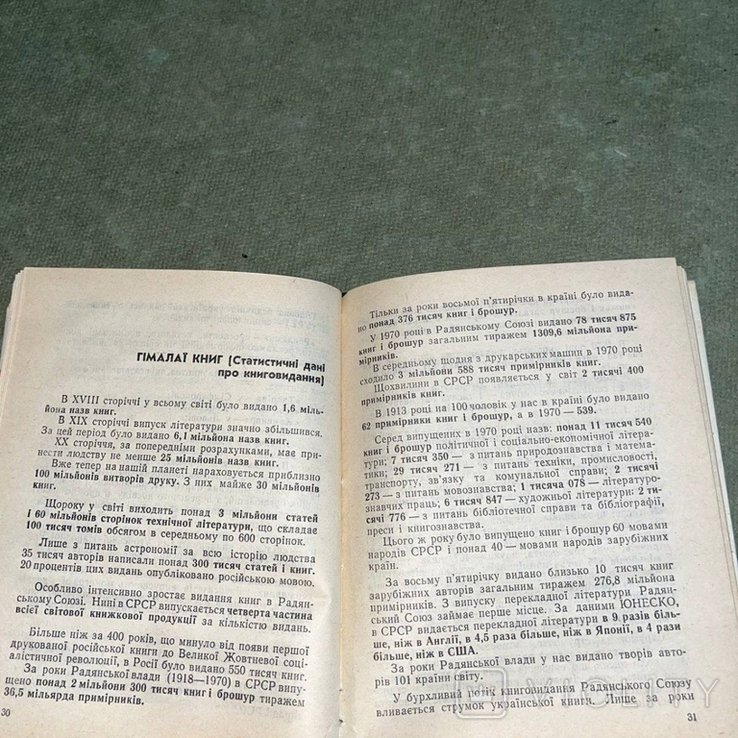 ГІМАЛАЇ КНИГ (Статистичні дані
про книговидання)
В XVIII сторіччі у всьому світі було видано 1,6 міль-
йона назв книг.
В XIX сторіччі випуск літератури значно збільшився.
За цей період було видано 6,1 мільйона назв книг.
XX сторіччя, за попередніми розрахунками, має при-
нести людству не менше 25 мільйонів назв книг.
Вже тепер на нашій планеті нараховується приблизно
100 мільйонів витворів друку. З них майже 30 мільйонів
книг.
Щороку у світі виходить понад 3 мільйони статей
і 60 мільйонів сторінок технічної літератури, що складає
100 тисяч томів обсягом в середньому по 600 сторінок.
Лише з питань астрономії за всю історію людства
35 тисяч авторів написали понад 300 тисяч статей і книг.
20 процентів цих видань опубліковано російською мовою.
Особливо інтенсивно зростає видання книг в Радян-
ському Союзі. Нині в СРСР випускається четверта частина
всієї світової книжкової продукції за кількістю видань.
Більш ніж за 400 років, що минуло від появи першої
друкованої російської книги до Великої Жовтневої соці-
алістичної революції, в Росії було видано 550 тисяч книг.
За роки Радянської влади (1918—1970) в СРСР випу-
щено понад 2 мільйони 300 тисяч книг і брошур тиражем
36,5 мільярда примірників.
30
Тільки за роки восьмої п'ятирічки в країні було вида-
но понад 376 тисяч книг і брошур.
У 1970 році в Радянському Союзі видано 78 тисяч 875
книг і брошур загальним тиражем 1309,6 мільйона при-
мірників.
В середньому щодня з друкарських машин в 1970 році
сходило 3 мільйони 588 тисяч примірників книг.
Щохвилини в СРСР появляється у світ 2 тисячі 400
примірників книг.
В 1913 році на 100 чоловік у нас в країні було видано
62 примірники книг і брошур, а в 1970 — 539.
Серед випущених в 1970 році назв: понад 11 тисяч 540
книг і брошур політичної і соціально-економічної літера-
тури; 7 тисяч 350 — з питань природознавства і матема-
тики; 29 тисяч 271 — з питань техніки, промисловості,
транспорту, зв'язку та комунальної справи; 2 тисячі
273 — з питань мовознавства; 1 тисяча 078 — літературо-
знавчих праць; 6 тисяч 847 — художньої літератури; 2 ти-
сячі 776 — з питань бібліотечної справи та бібліографії,
преси і книгознавства.
Цього ж року було випущено книг і брошур 60 мовами
народів СРСР і понад 40 — мовами народів зарубіжних
країн.
За восьму п'ятирічку видано близько 10 тисяч книг
зарубіжних авторів загальним тиражем 276,8 мільйона
примірників. З випуску перекладної літератури Радян-
ський Союз займає перше місце. За даними ЮНЕСКО,
в СРСР видається перекладної літератури в 9 разів біль-
ше, ніж в Англії, в 4,5 раза більше, ніж в Японії, в 4 рази
більше, ніж в США.
За роки Радянської влади у нас видано творів авто-
рів 101 країни світу.
У бурхливий потік книговидання Радянського Союзу
вливається струмок української книги. Лише за роки
31
VIOLITY